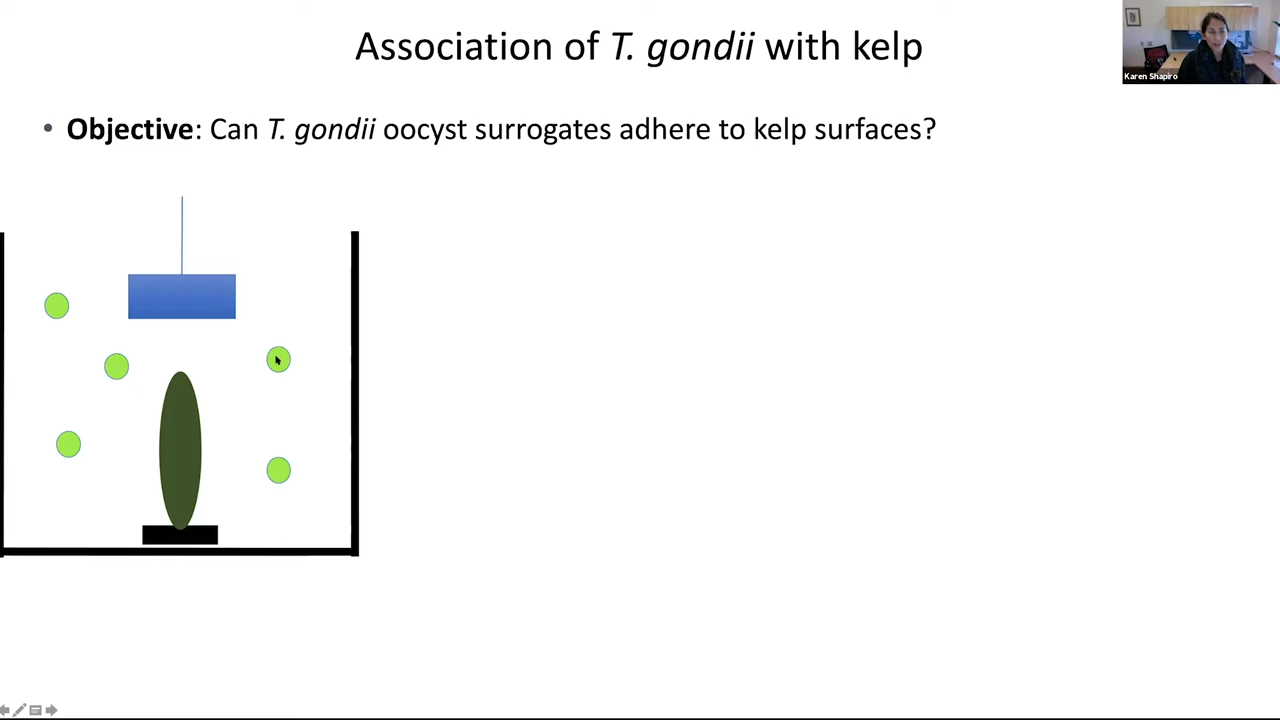 Association of T. gondii with kelp
Karen Shapiro
• Objective: Can T. gondii oocyst surrogates adhere to kelp surfaces?